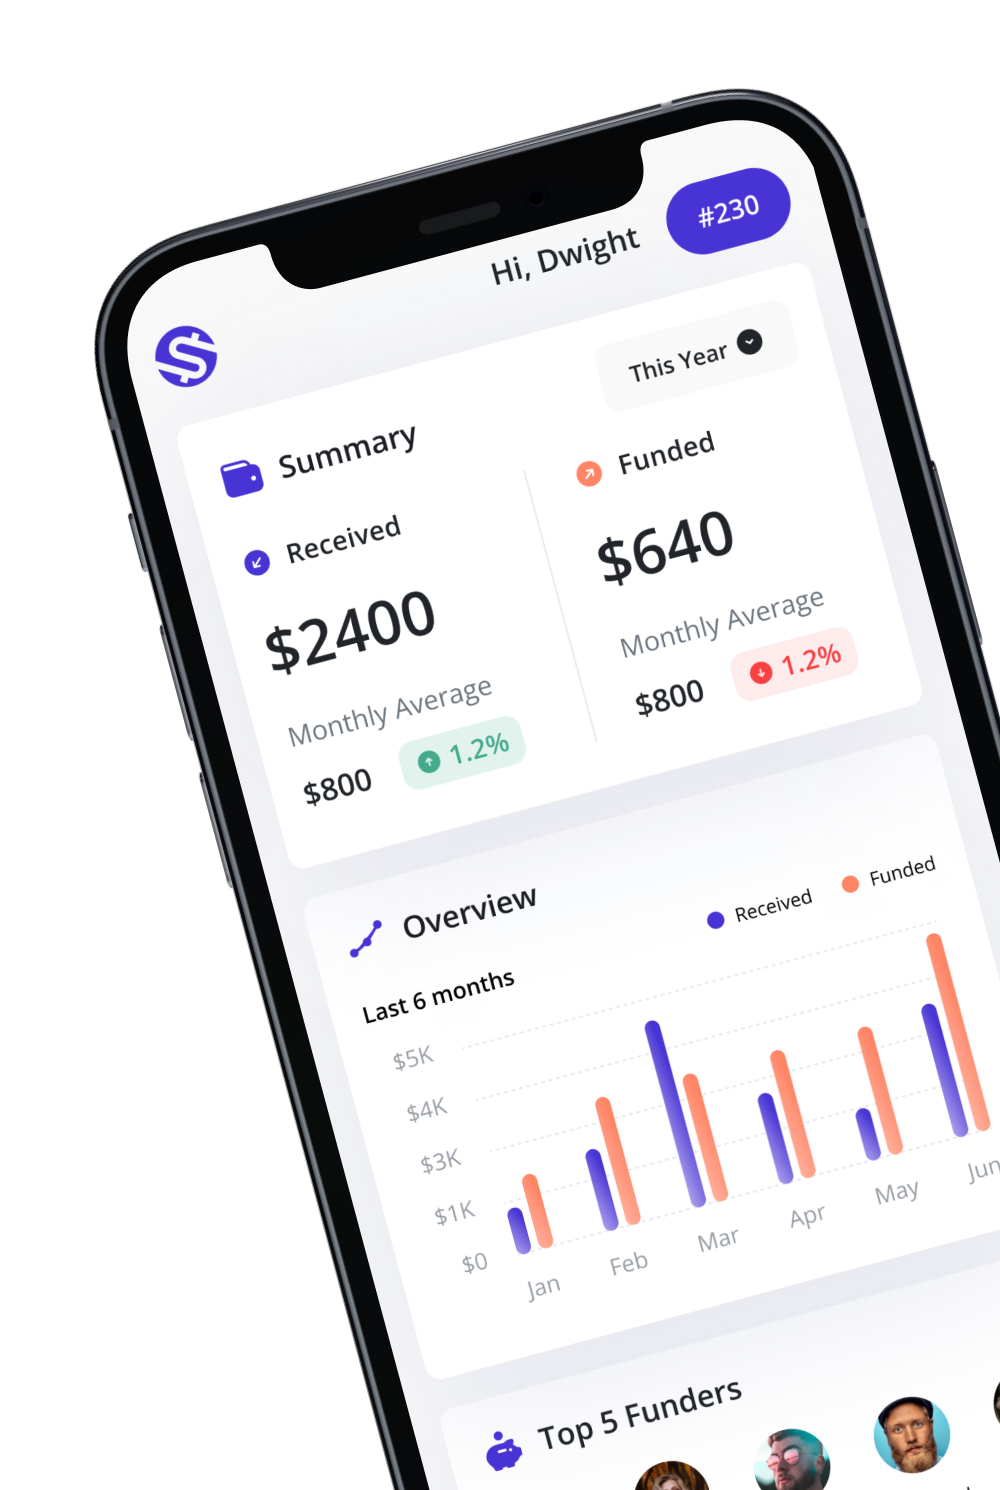 Hi, Dwight
#230
Summary
This Year
Received
$2400
Monthly Average
$800
1.2%
Funded
$640
Monthly Average
$800
1.2%
Overview
Received
Funded
Last 6 months
$5K
$4K
$3K
$1K
$0
Jan
Feb
Mar
Apr
May
Jun
Top 5 Funders